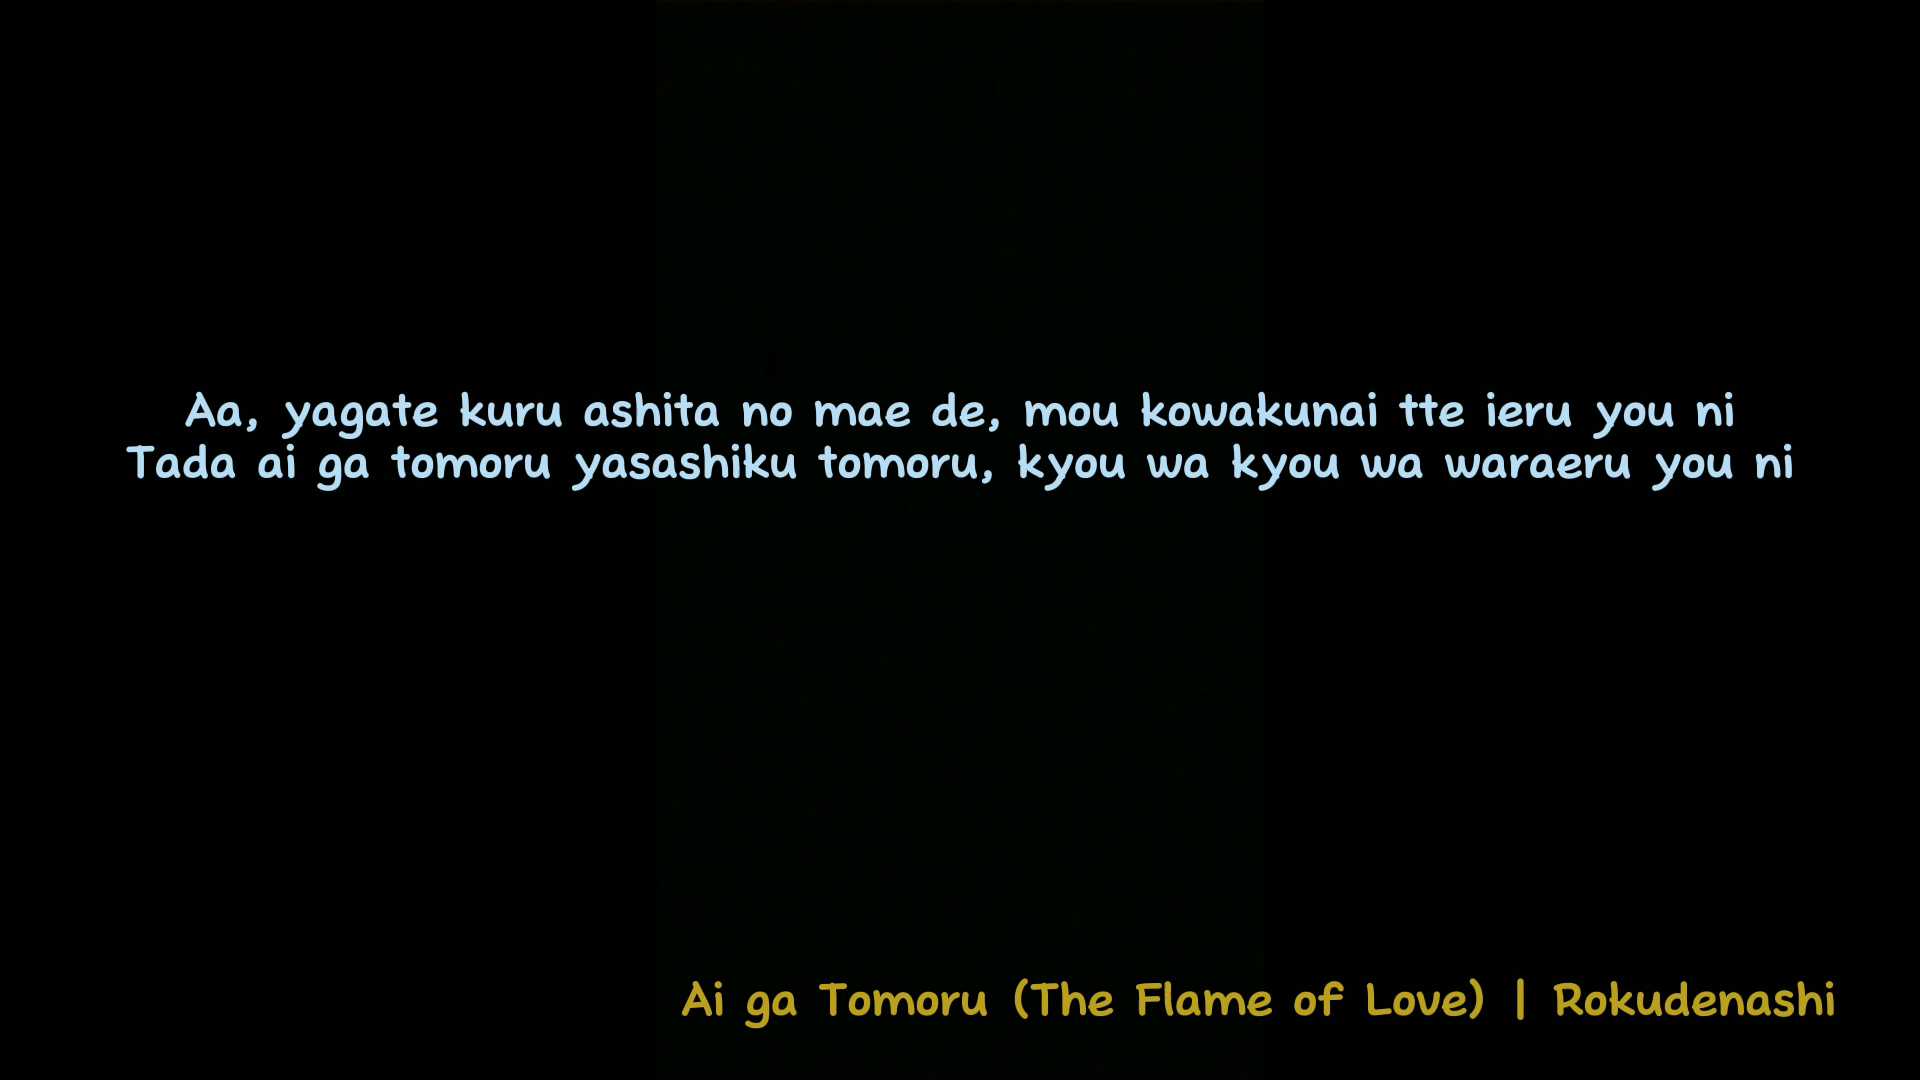 Aa, yagate kuru ashita no mae de, mou kowakunai tte ieru you ni
Tada ai ga tomoru yasashiku tomoru, kyou wa kyou wa waraeru you ni
Ai ga Tomoru (The Flame of Love) | Rokudenashi